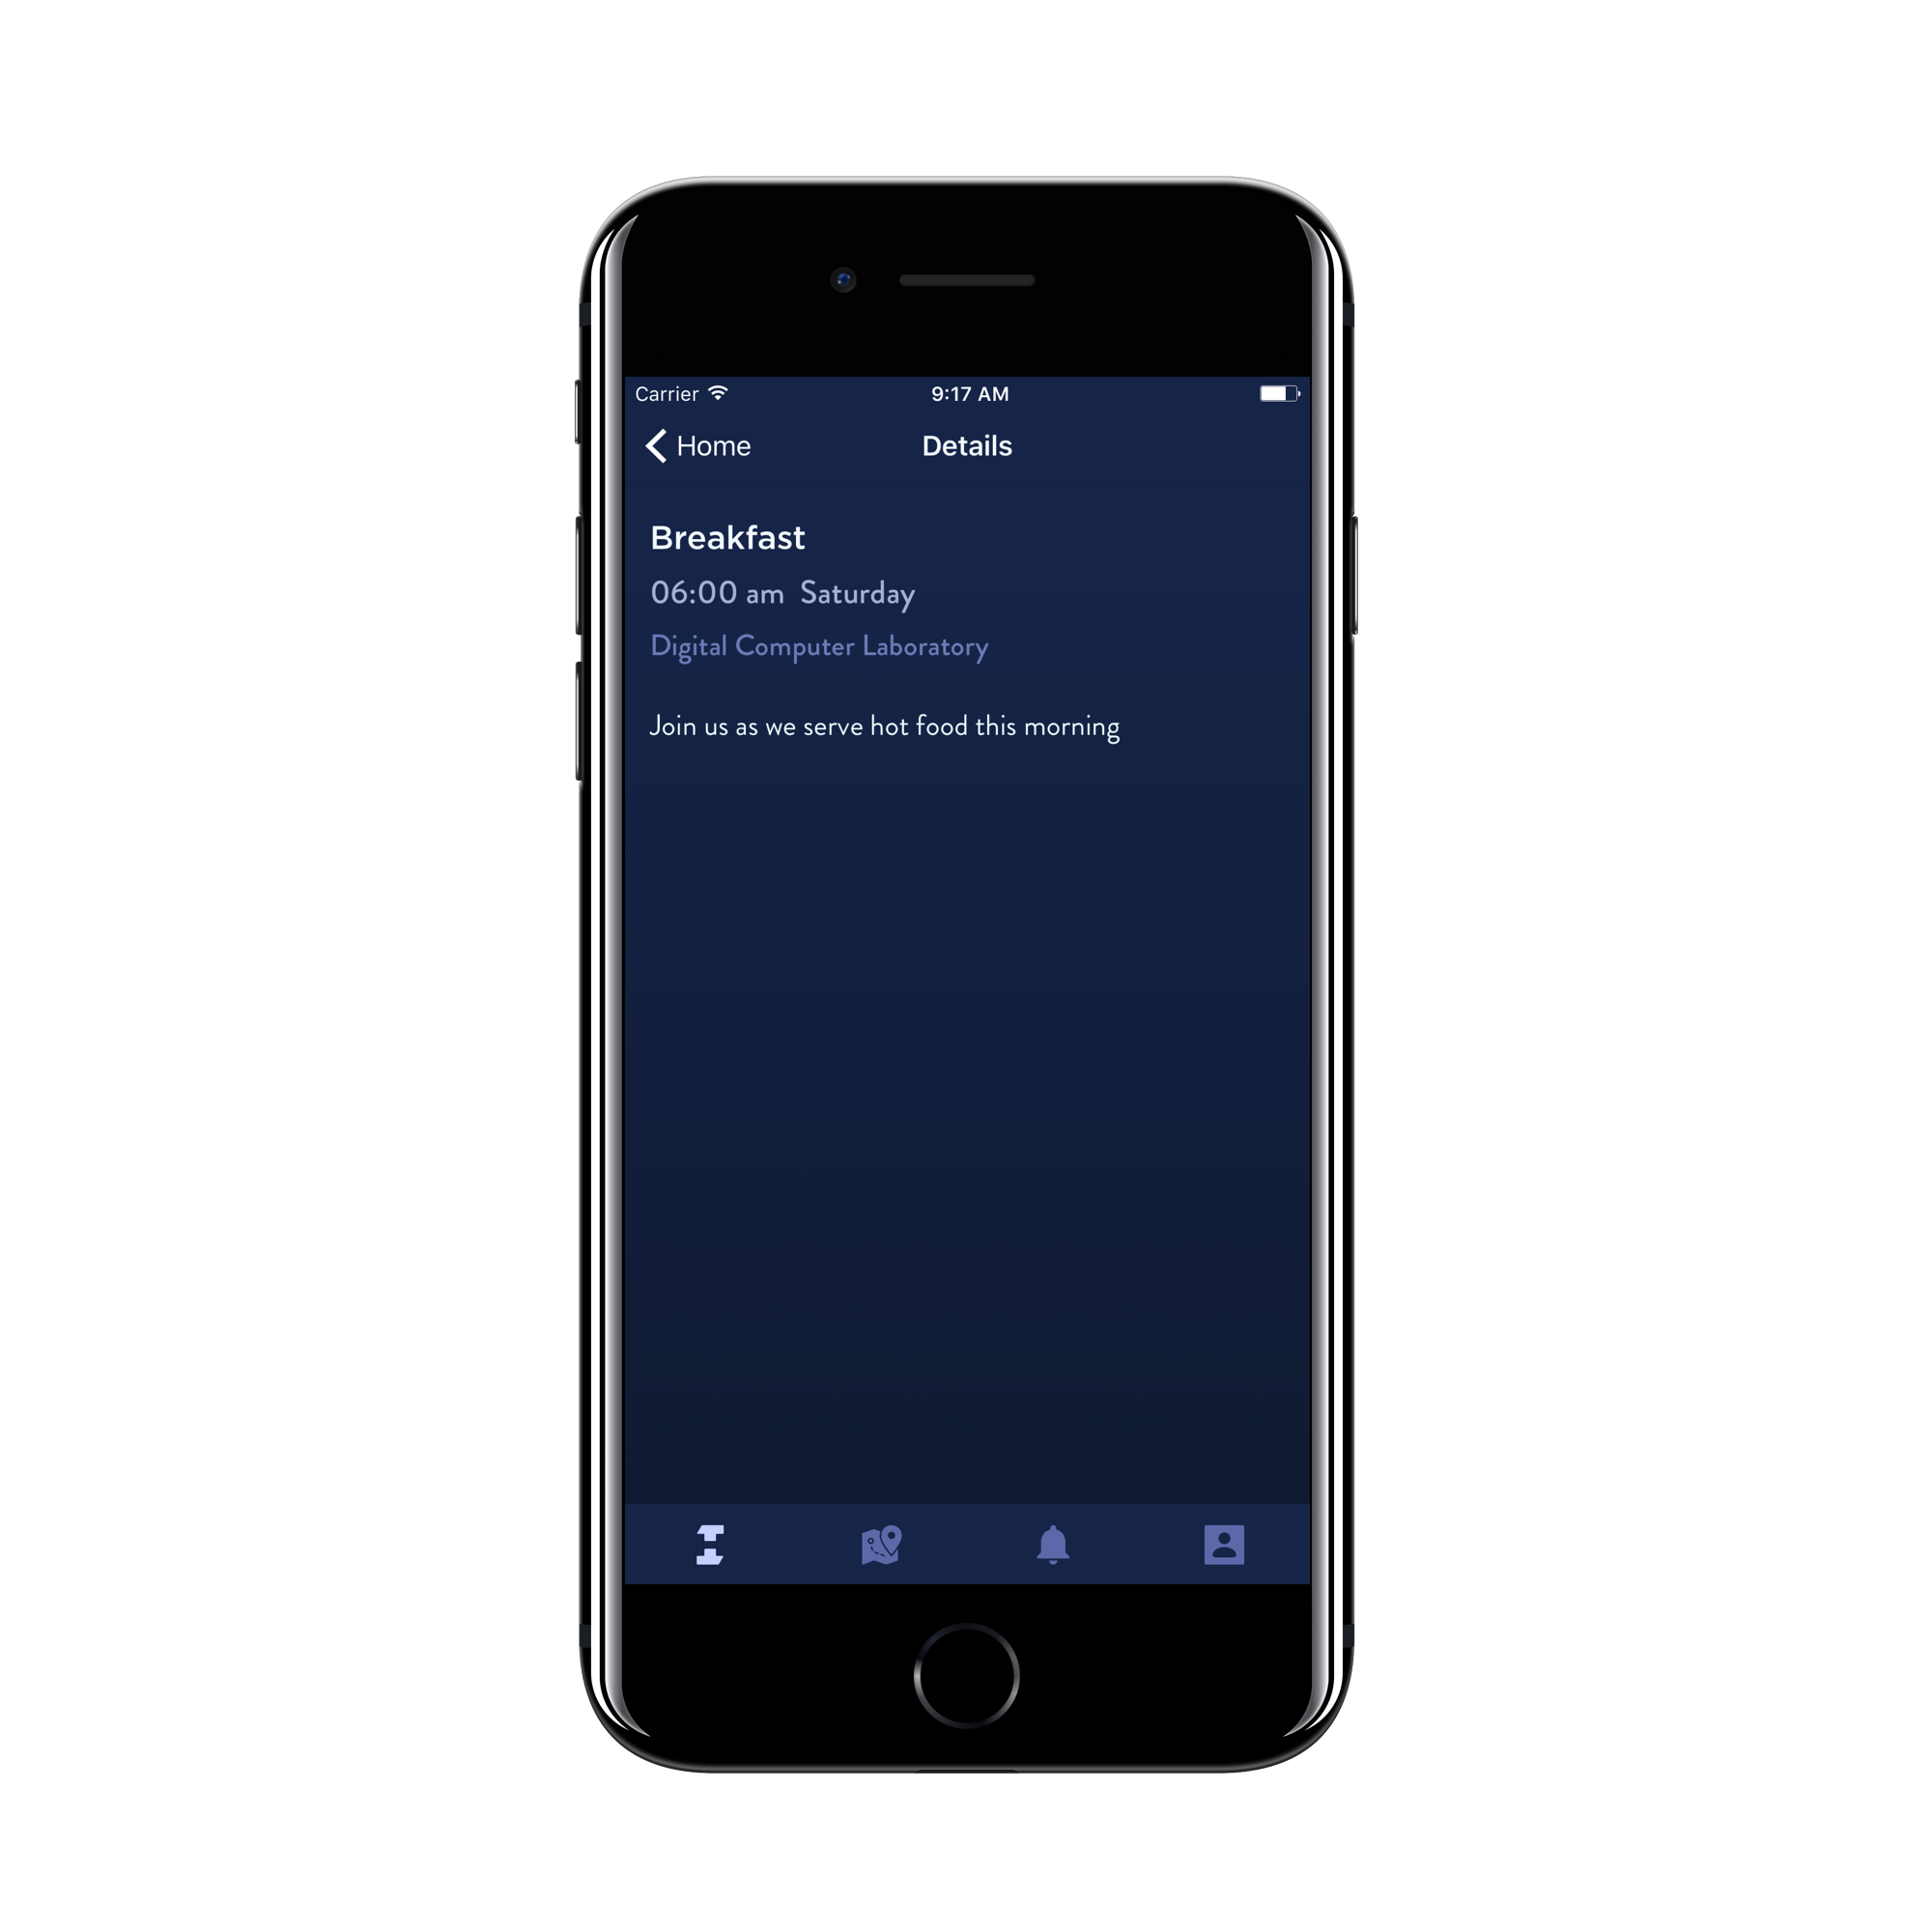 Carrier
9:17 AM
Home
Details
Breakfast
06:00 am Saturday
Digital Computer Laboratory
Join us as we serve hot food this morning